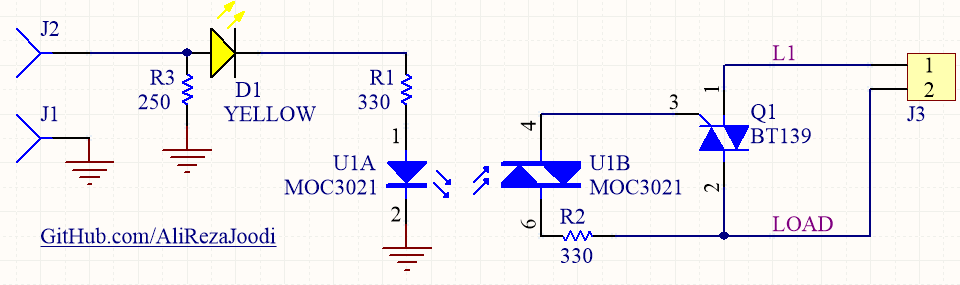 J2
R3
250
D1
YELLOW
J1
R1
330
1
U1A
MOC3021
2
4
U1B
MOC3021
6
R2
330
3
1
Q1
BT139
2
L1
LOAD
1
2
J3
GitHub.com/AliRezaJoodi